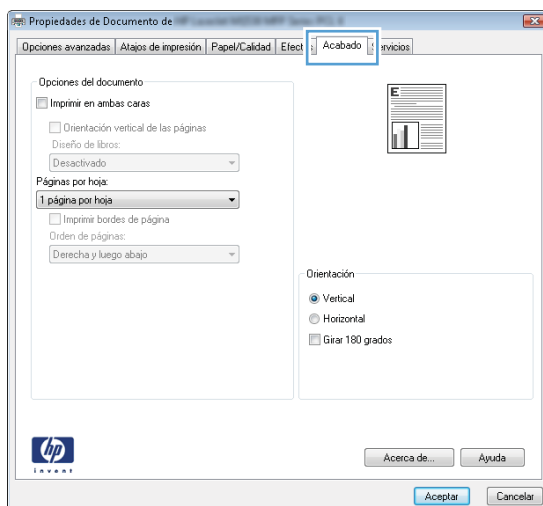 Propiedades de Documento de
Opciones avanzadas Atajos de impresión Papel/Calidad Acabado
Opciones del documento
Imprimir en ambas caras
Orientación vertical de las páginas
Diseño de libros:
Desactivado
Páginas por hoja:
1 página por hoja
Imprimir bordes de página
Orden de páginas:
Derecha y luego abajo
E
Orientación
Vertical
Horizontal
Girar 180 grados
hp
invent
Acerca de... Ayuda
Aceptar Cancelar